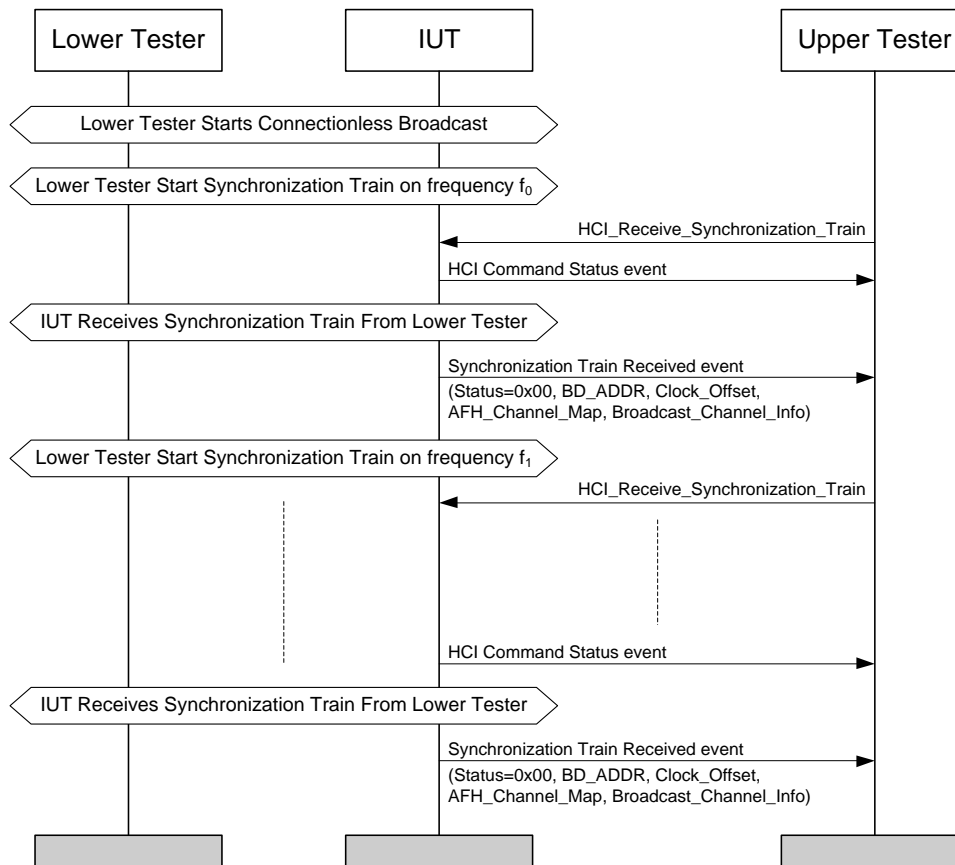 Lower Tester
IUT
Upper Tester
Lower Tester Starts Connectionless Broadcast
Lower Tester Start Synchronization Train on frequency f₀
HCI_Receive_Synchronization_Train
HCI Command Status event
IUT Receives Synchronization Train From Lower Tester
Synchronization Train Received event
(Status=0x00, BD_ADDR, Clock_Offset,
AFH_Channel_Map, Broadcast_Channel_Info)
Lower Tester Start Synchronization Train on frequency f₁
HCI_Receive_Synchronization_Train
HCI Command Status event
IUT Receives Synchronization Train From Lower Tester
Synchronization Train Received event
(Status=0x00, BD_ADDR, Clock_Offset,
AFH_Channel_Map, Broadcast_Channel_Info)